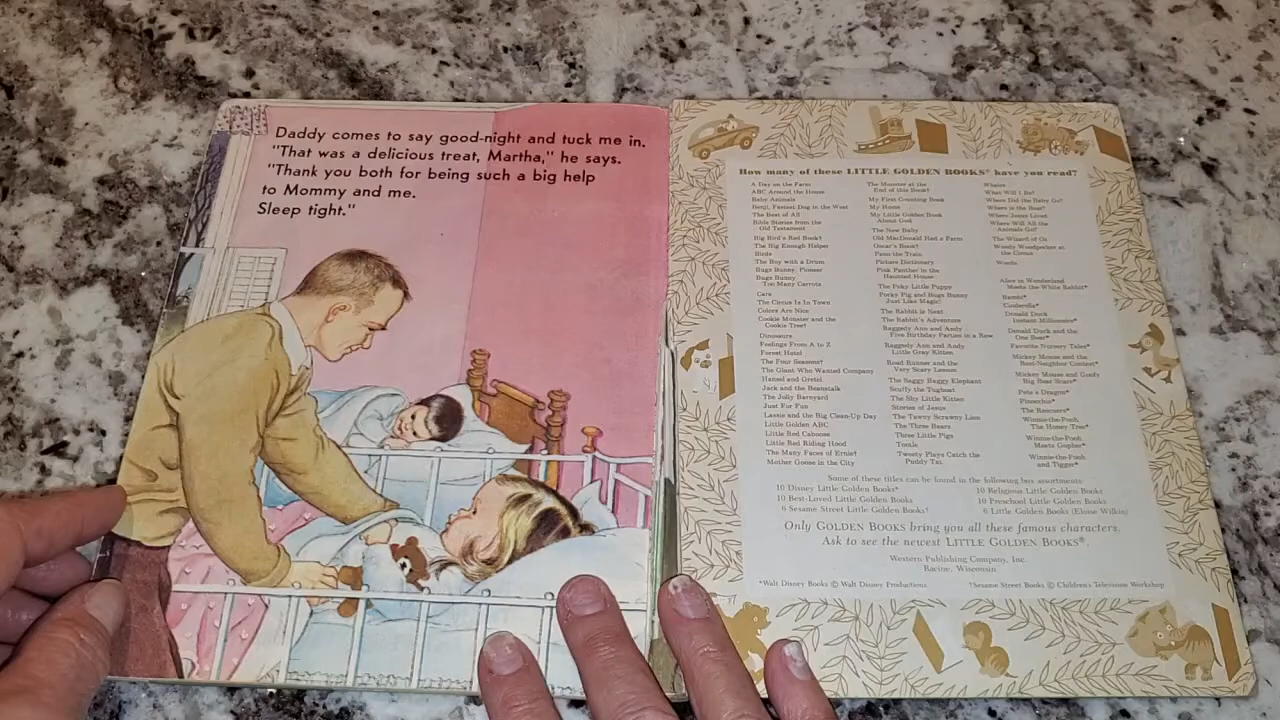 Daddy comes to say good-night and tuck me in.
"That was a delicious treat, Martha," he says.
"Thank you both for being such a big help
to Mommy and me.
Sleep tight."
How many of these LITTLE GOLDEN BOOKS® have you read?
A Day on the Farm
ABC Around the House
Baby Animals
Benji, Fastest Dog in the West
The Best of All
Bible Stories from the
Old Testament
Big Bird's Red Book†
The Big Enough Helper
Birds
The Boy with a Drum
Bugs Bunny, Pioneer
Bugs Bunny
Too Many Carrots
Cars
The Circus Is In Town
Colors Are Nice
Cookie Monster and the
Cookie Tree†
Dinosaurs
Feelings From A to Z
Forest Hotel
The Four Seasons†
The Giant Who Wanted Company
Hansel and Gretel
Jack and the Beanstalk
The Jolly Barnyard
Just For Fun
Lassie and the Big Clean-Up Day
Little Golden ABC
Little Red Caboose
Little Red Riding Hood
The Many Faces of Ernie†
Mother Goose in the City
The Monster at the
End of this Book†
My First Counting Book
My Home
My Little Golden Book
About God
The New Baby
Old MacDonald Had a Farm
Oscar's Book†
Pano the Train
Picture Dictionary
Pink Panther in the
Haunted House
The Poky Little Puppy
Porky Pig and Bugs Bunny
Just Like Magic!
The Rabbit is Next
The Rabbit's Adventure
Raggedy Ann and Andy
Five Birthday Parties in a Row
Raggedy Ann and Andy
Little Gray Kitten
Road Runner and the
Very Scary Lesson
The Saggy Baggy Elephant
Scuffy the Tugboat
The Shy Little Kitten
Stories of Jesus
The Tawny Scrawny Lion
The Three Bears
Three Little Pigs
Tootle
Tweety Plays Catch the
Puddy Tat
Whales
What Will I Be?
Where Did the Baby Go?
Where is the Bear?
Where Jesus Lived
Where Will All the
Animals Go?
The Wizard of Oz
Woody Woodpecker at
the Circus
Words
Alice in Wonderland
Meets the White Rabbit*
Bambi*
Cinderella*
Donald Duck
Instant Millionaire*
Donald Duck and the
One Bear*
Favorite Nursery Tales*
Mickey Mouse and the
Best-Neighbor Contest*
Mickey Mouse and Goofy
Big Bear Scare*
Pete's Dragon*
Pinocchio*
The Rescuers*
Winnie-the-Pooh
The Honey Tree*
Winnie-the-Pooh
Meets Gopher*
Winnie-the-Pooh
and Tigger*
Some of these titles can be found in the following box assortments:
10 Disney Little Golden Books*
10 Best-Loved Little Golden Books
6 Sesame Street Little Golden Books†
10 Religious Little Golden Books
10 Preschool Little Golden Books
6 Little Golden Books (Eloise Wilkin)
Only GOLDEN BOOKS bring you all these famous characters.
Ask to see the newest LITTLE GOLDEN BOOKS®.
Western Publishing Company, Inc.
Racine, Wisconsin
*Walt Disney Books © Walt Disney Productions
†Sesame Street Books © Children's Television Workshop